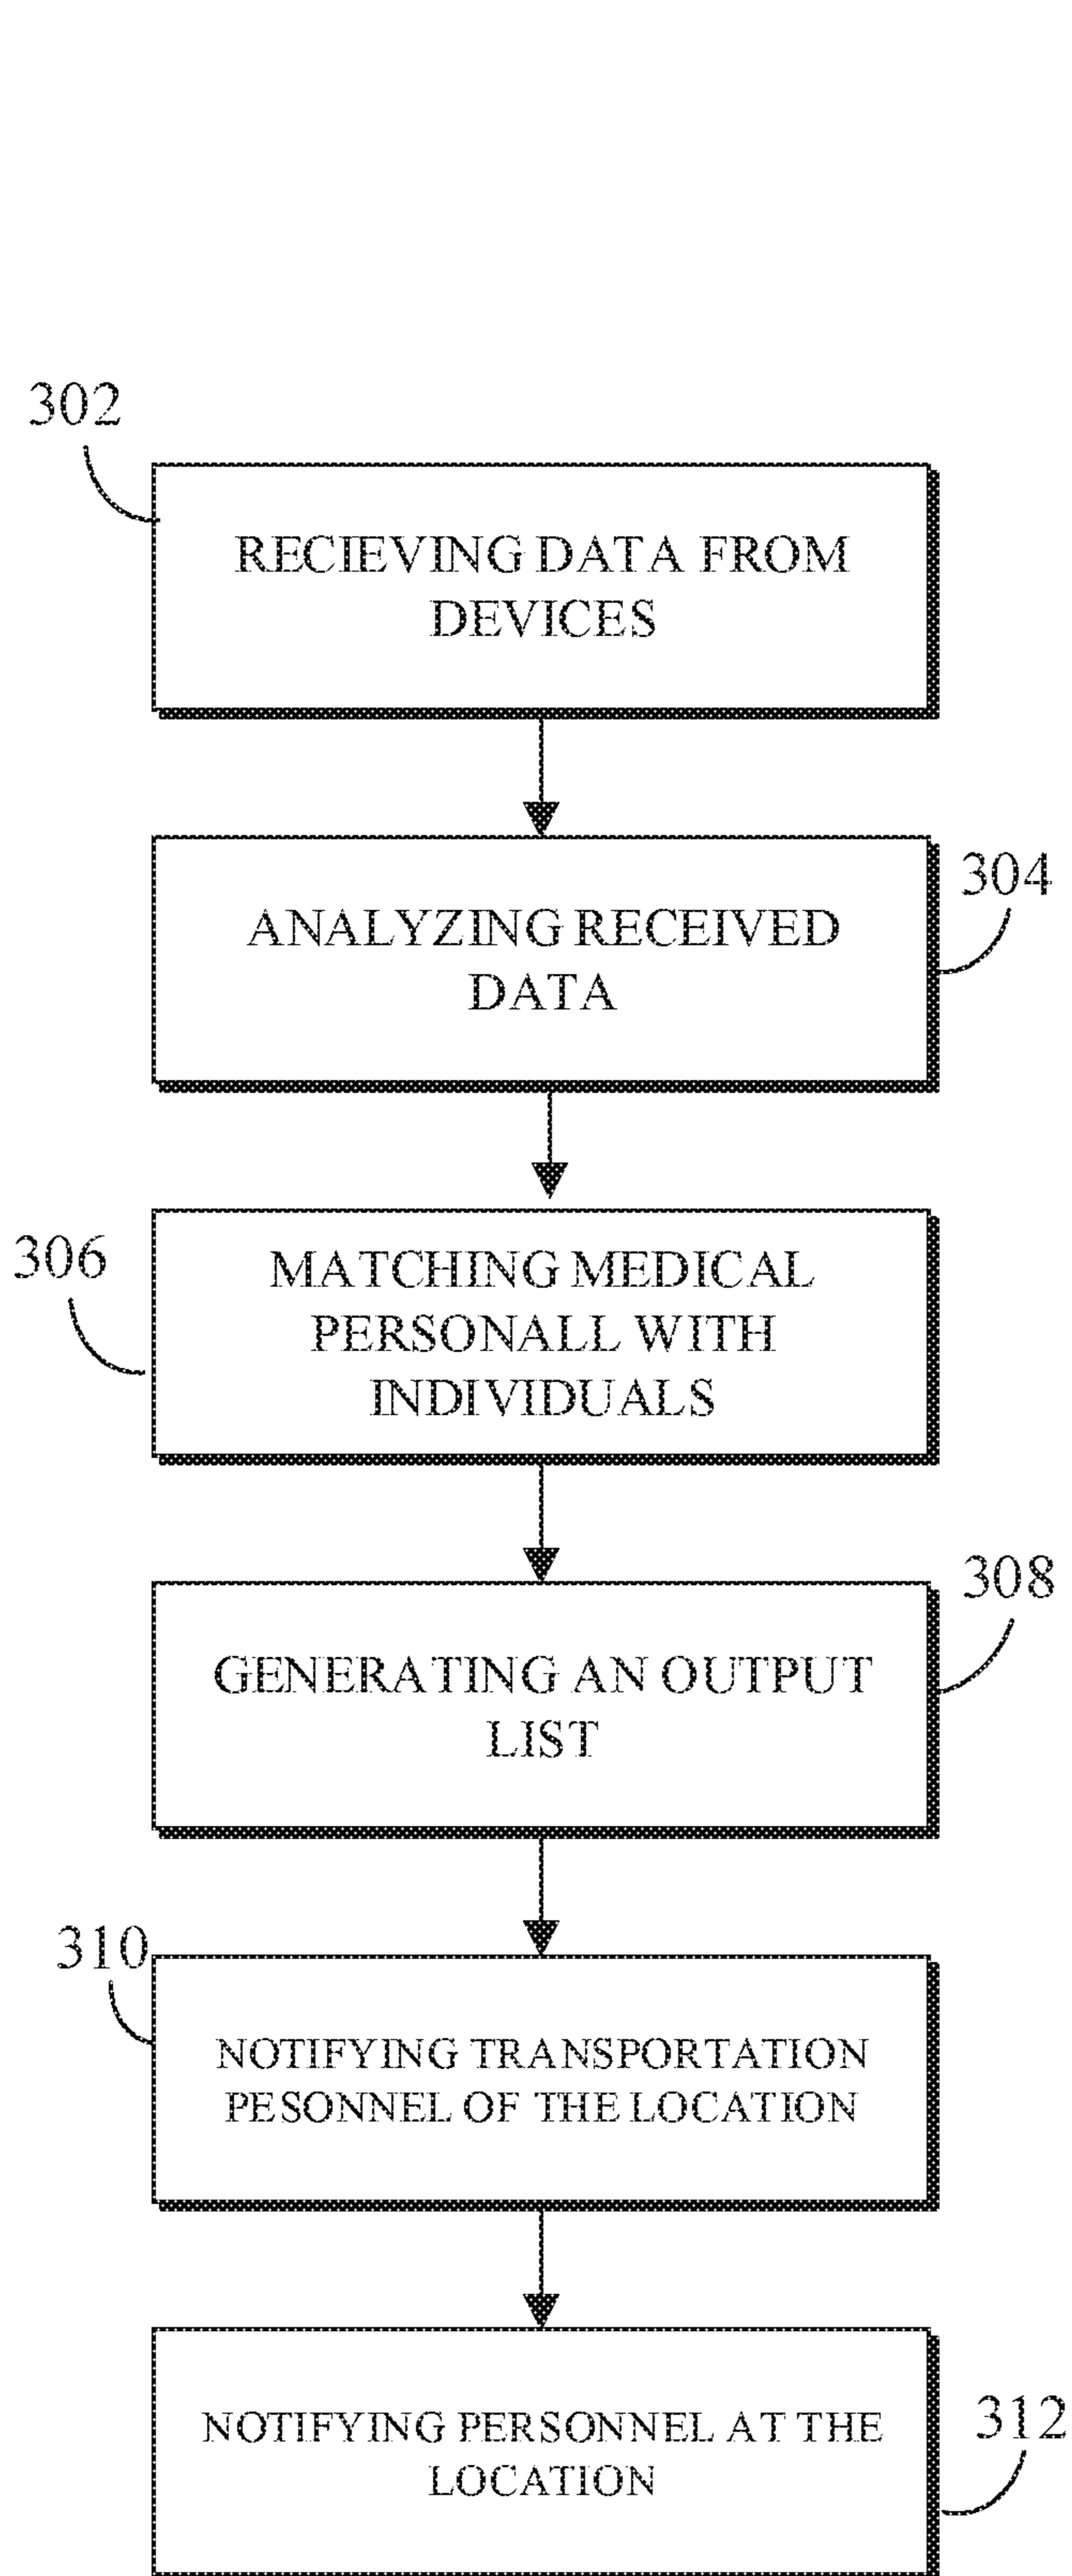 302
RECIEVING DATA FROM
DEVICES
304
ANALYZING RECEIVED
DATA
306
MATCHING MEDICAL
PERSONALL WITH
INDIVIDUALS
308
GENERATING AN OUTPUT
LIST
310
NOTIFYING TRANSPORTATION
PESONNEL OF THE LOCATION
312
NOTIFYING PERSONNEL AT THE
LOCATION